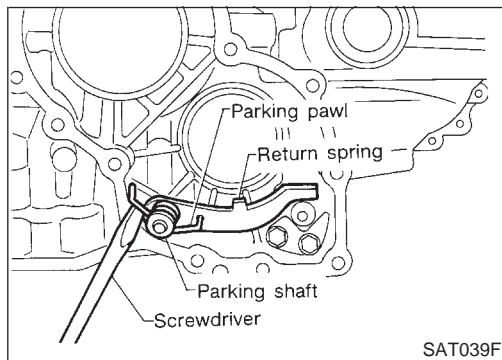 Parking pawl
Return spring
Parking shaft
Screwdriver
SAT039F